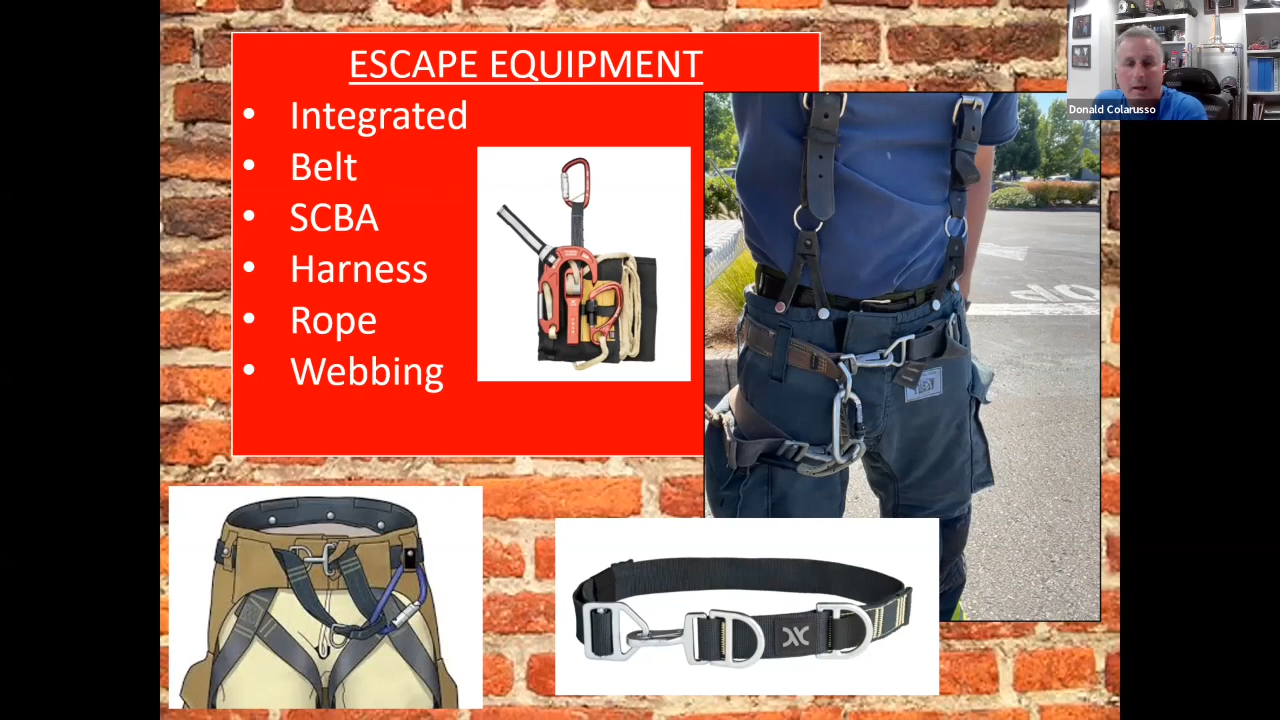 ESCAPE EQUIPMENT
• Integrated
• Belt
• SCBA
• Harness
• Rope
• Webbing
Donald Colarusso